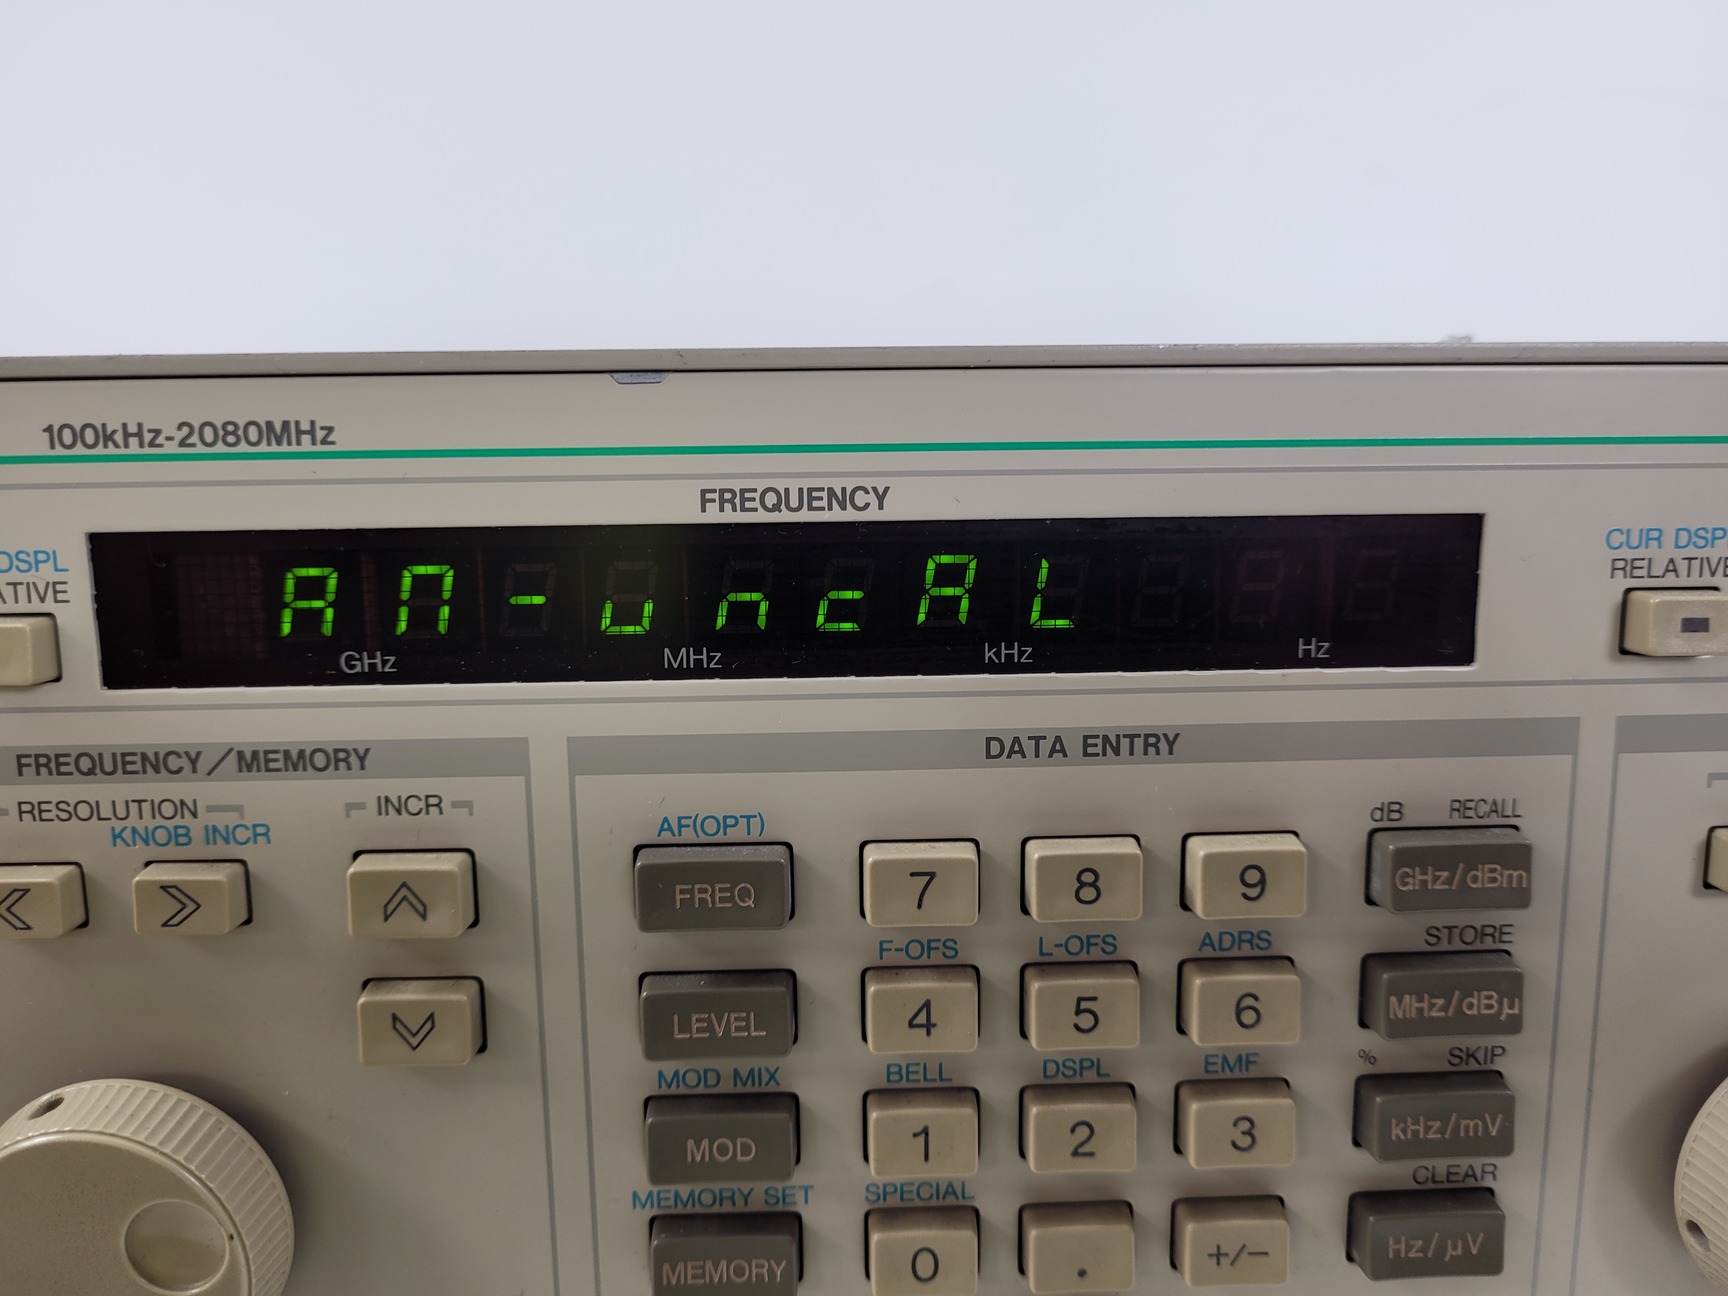 100kHz-2080MHz
FREQUENCY
DSPL
ATIVE
AM-uncAL
GHz MHz kHz Hz
CUR DSP
RELATIVE
FREQUENCY/MEMORY
RESOLUTION
KNOB INCR
INCR
DATA ENTRY
AF(OPT)
FREQ
7
8
9
dB RECALL
GHz/dBm
F-OFS
L-OFS
ADRS
STORE
LEVEL
4
5
6
MHz/dBμ
MOD MIX
BELL
DSPL
EMF
% SKIP
MOD
1
2
3
kHz/mV
MEMORY SET
SPECIAL
CLEAR
MEMORY
0
.
+/-
Hz/μV